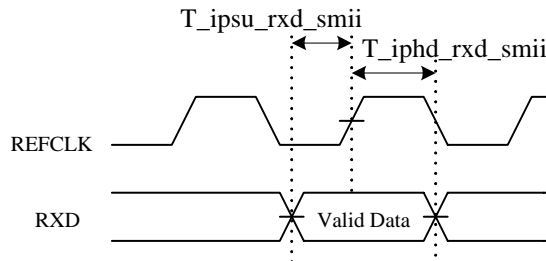 T_ipsu_rxd_smii
T_iphd_rxd_smii
REFCLK
RXD
Valid Data